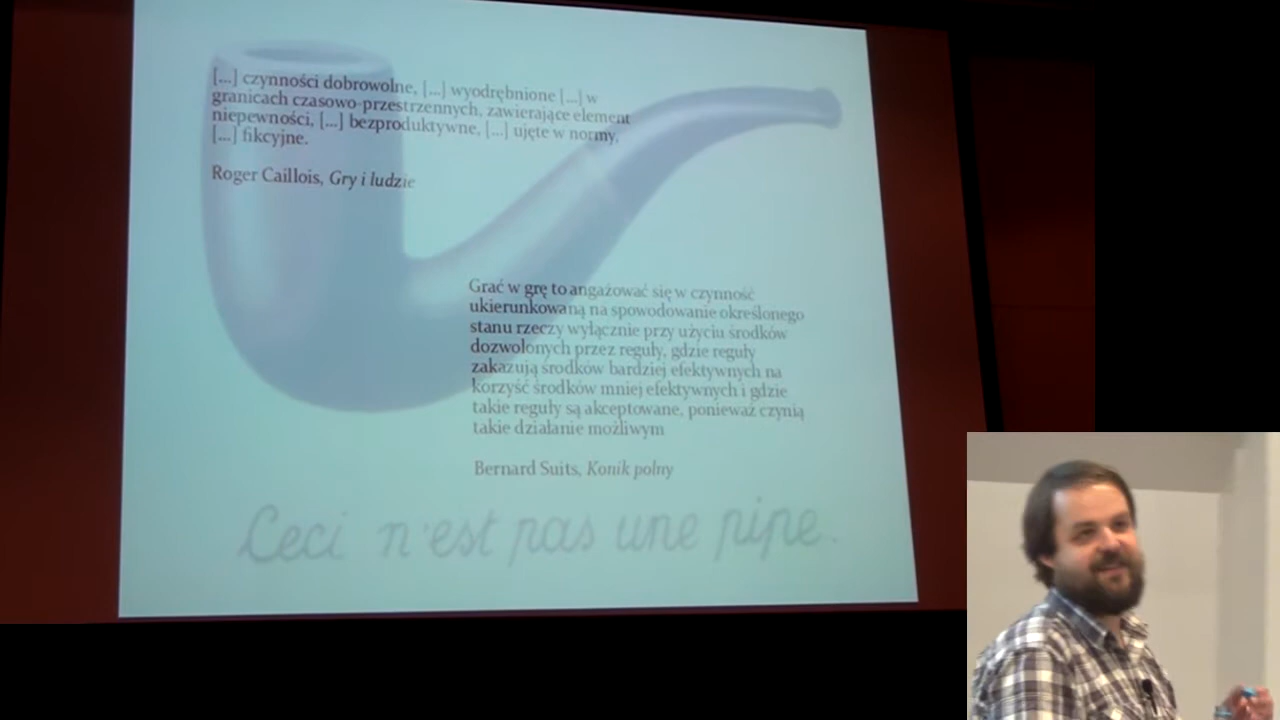 [...] czynności dobrowolne, [...] wyodrębnione [...] w
granicach czasowo-przestrzennych, zawierające element
niepewności, [...] bezproduktywne, [...] ujęte w normy,
[...] fikcyjne.
Roger Caillois, Gry i ludzie
Grać w grę to angażować się w czynność
ukierunkowaną na spowodowanie określonego
stanu rzeczy wyłącznie przy użyciu środków
dozwolonych przez reguły, gdzie reguły
zakazują środków bardziej efektywnych na
korzyść środków mniej efektywnych i gdzie
takie reguły są akceptowane, ponieważ czynią
takie działanie możliwym
Bernard Suits, Konik polny
Ceci n'est pas une pipe.